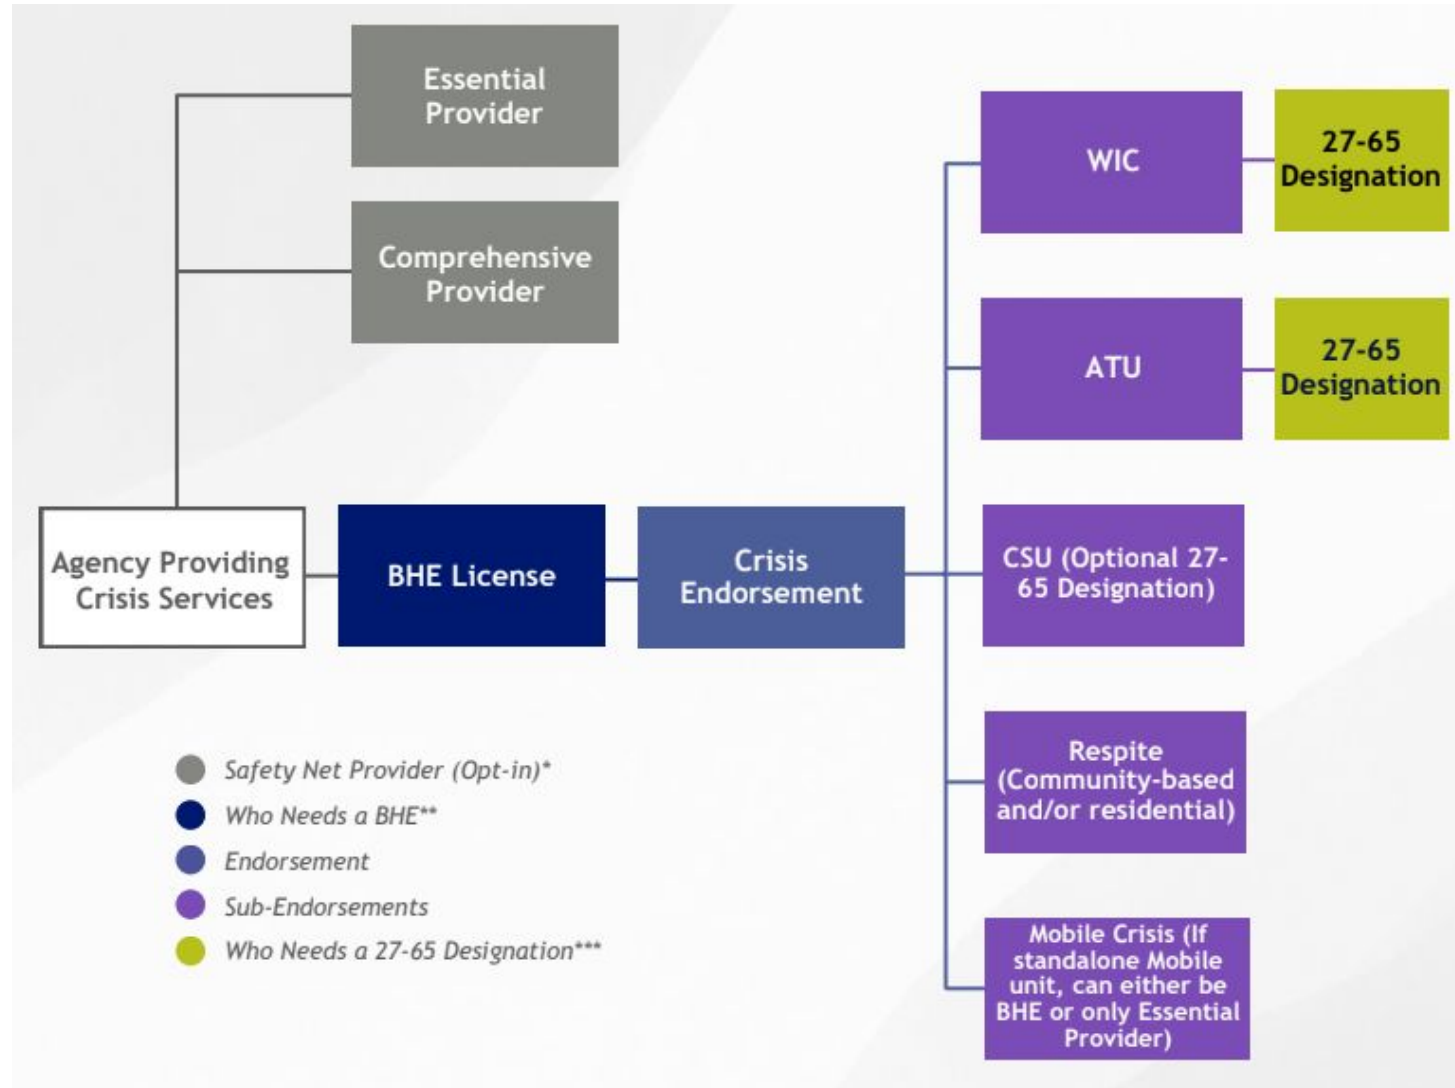 Essential
Provider
Comprehensive
Provider
Agency Providing
Crisis Services
BHE License
Crisis
Endorsement
WIC
27-65
Designation
ATU
27-65
Designation
CSU (Optional 27-
65 Designation)
Respite
(Community-based
and/or residential)
Mobile Crisis (If
standalone Mobile
unit, can either be
BHE or only Essential
Provider)
Safety Net Provider (Opt-in)*
Who Needs a BHE**
Endorsement
Sub-Endorsements
Who Needs a 27-65 Designation***